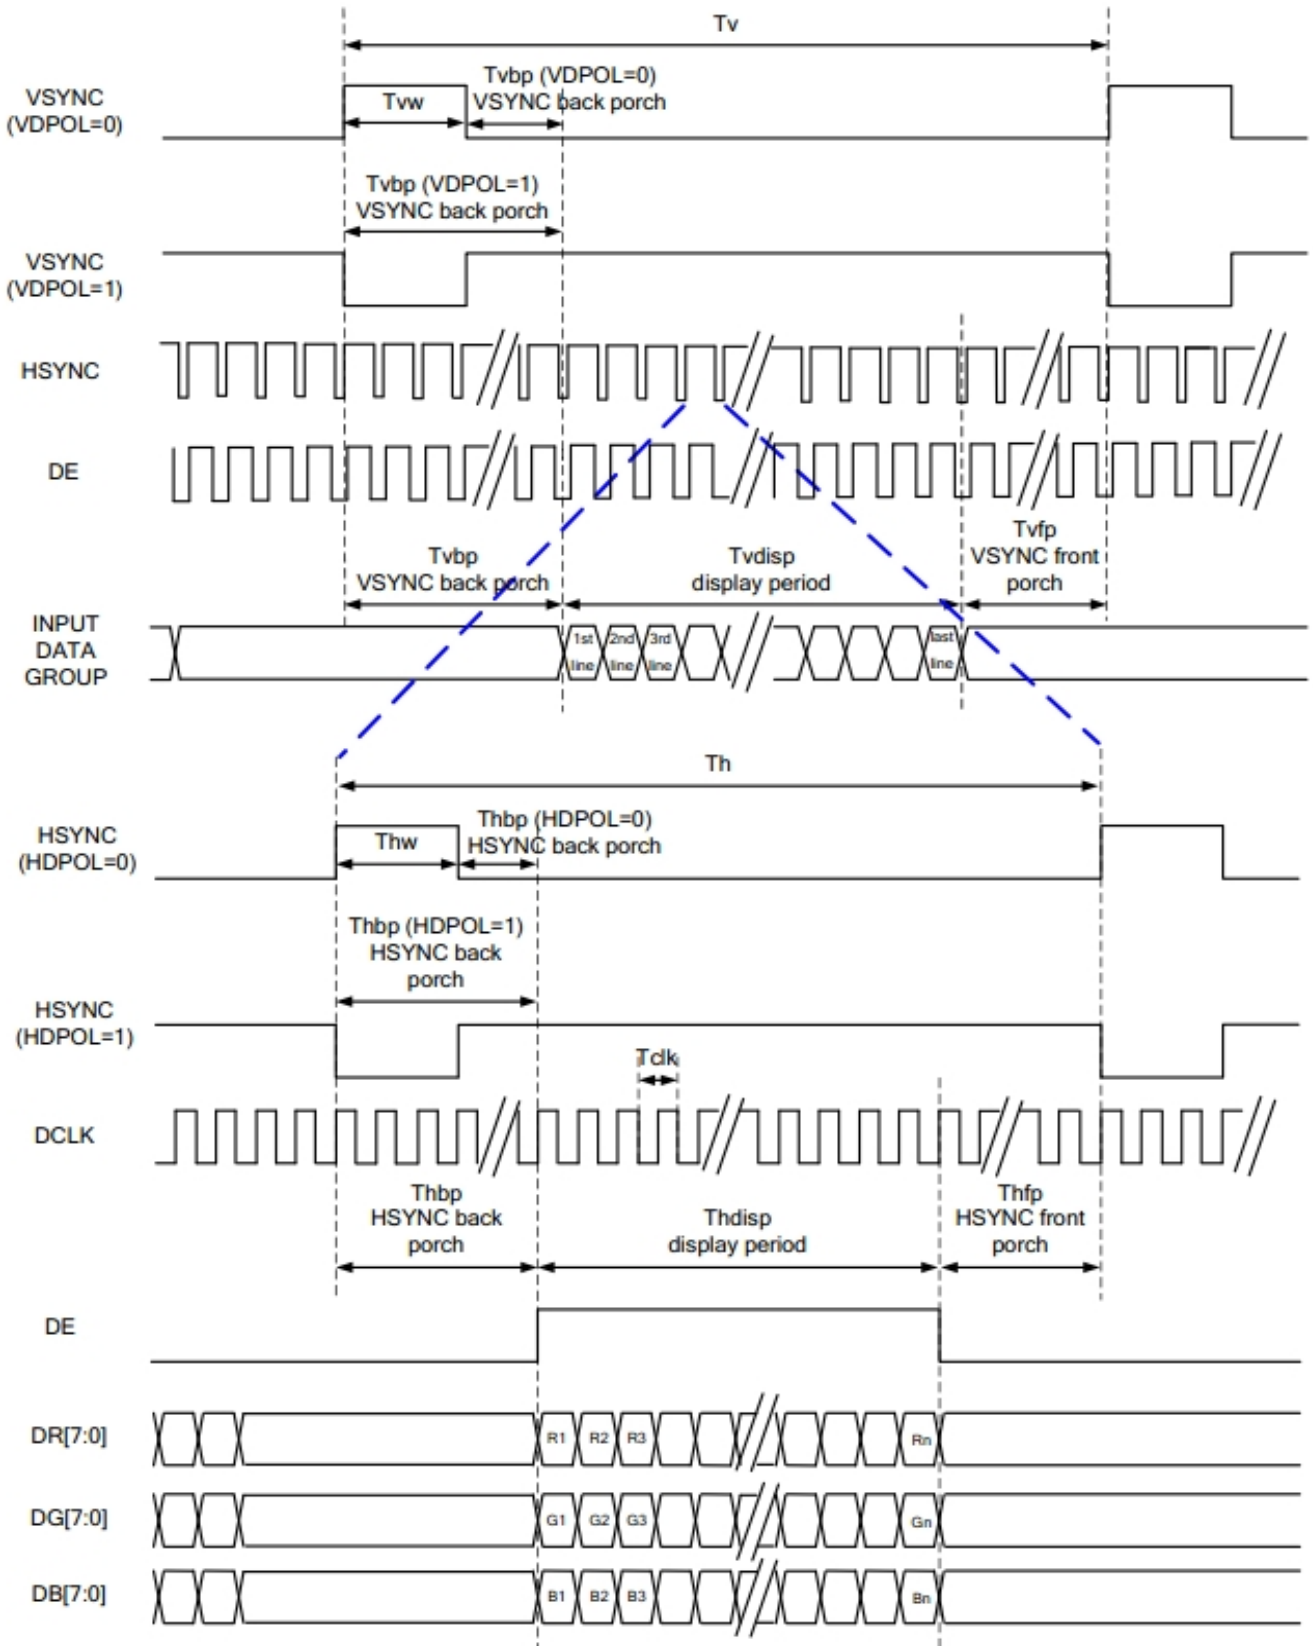 Tv
VSYNC
(VDPOL=0)
Tvw
Tvbp (VDPOL=0)
VSYNC back porch
Tvbp (VDPOL=1)
VSYNC back porch
VSYNC
(VDPOL=1)
HSYNC
DE
Tvbp
VSYNC back porch
Tvdisp
display period
Tvfp
VSYNC front
porch
INPUT
DATA
GROUP
1st
line
2nd
line
3rd
line
last
line
Th
HSYNC
(HDPOL=0)
Thw
Thbp (HDPOL=0)
HSYNC back porch
Thbp (HDPOL=1)
HSYNC back
porch
HSYNC
(HDPOL=1)
Tclk
DCLK
Thbp
HSYNC back
porch
Thdisp
display period
Thfp
HSYNC front
porch
DE
DR[7:0]
R1 R2 R3 Rn
DG[7:0]
G1 G2 G3 Gn
DB[7:0]
B1 B2 B3 Bn